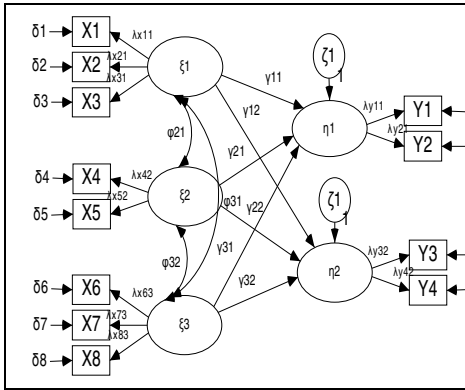 δ1 X1 λx11
δ2 X2 λx21
δ3 X3 λx31
ξ1
ζ1
1
γ11
γ12
η1
λy11 Y1
λy21 Y2
φ21
γ21
δ4 X4 λx42
δ5 X5 λx52
ξ2
φ31
γ22
ζ1
1
φ32
γ31
γ32
η2
λy32 Y3
λy42 Y4
δ6 X6 λx63
δ7 X7 λx73
δ8 X8 λx83
ξ3